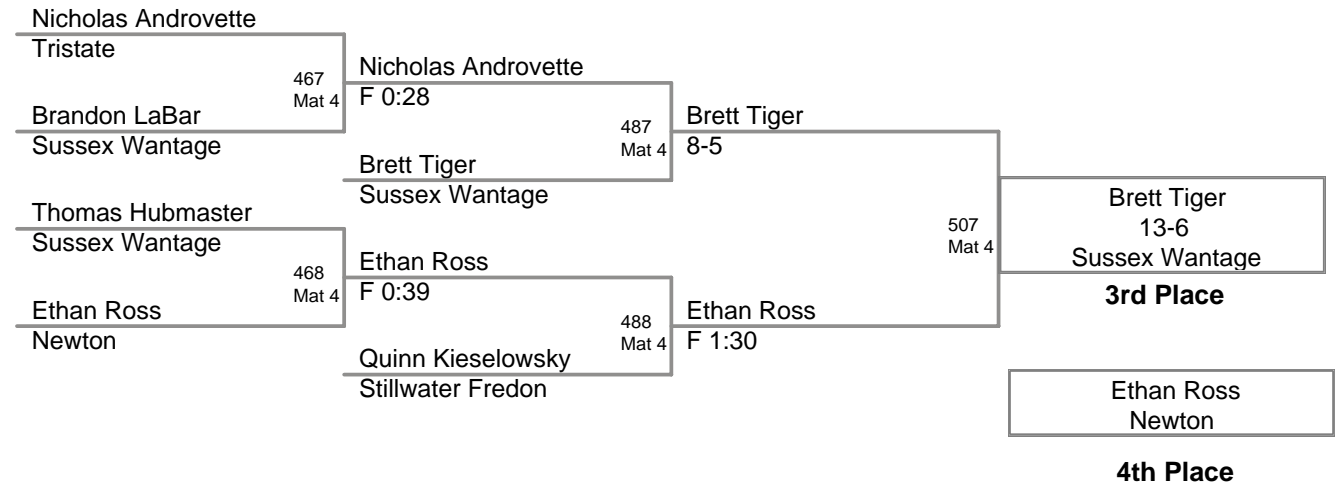 Nicholas Androvette
Tristate
467
Mat 4
Brandon LaBar
Sussex Wantage
Nicholas Androvette
F 0:28
487
Mat 4
Brett Tiger
Sussex Wantage
Brett Tiger
8-5
Thomas Hubmaster
Sussex Wantage
468
Mat 4
Ethan Ross
Newton
Ethan Ross
F 0:39
488
Mat 4
Quinn Kieselowsky
Stillwater Fredon
Ethan Ross
F 1:30
507
Mat 4
Brett Tiger
13-6
Sussex Wantage
3rd Place
Ethan Ross
Newton
4th Place